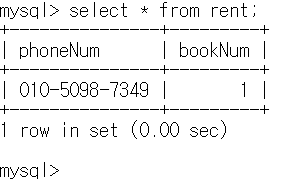 mysql> select * from rent;
+---------------+---------+
| phoneNum      | bookNum |
+---------------+---------+
| 010-5098-7349 |       1 |
+---------------+---------+
1 row in set (0.00 sec)
mysql>